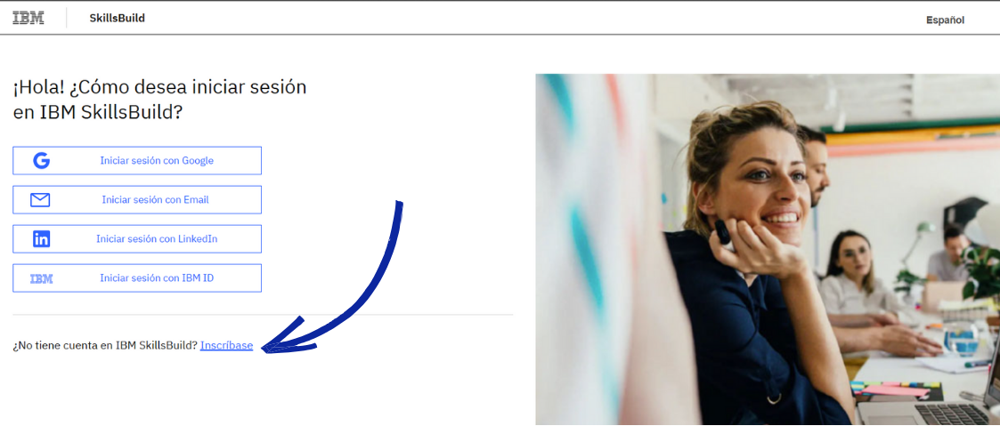 IBM SkillsBuild Español
¡Hola! ¿Cómo desea iniciar sesión
en IBM SkillsBuild?
Iniciar sesión con Google
Iniciar sesión con Email
in Iniciar sesión con LinkedIn
IBM Iniciar sesión con IBM ID
¿No tiene cuenta en IBM SkillsBuild? Inscríbase